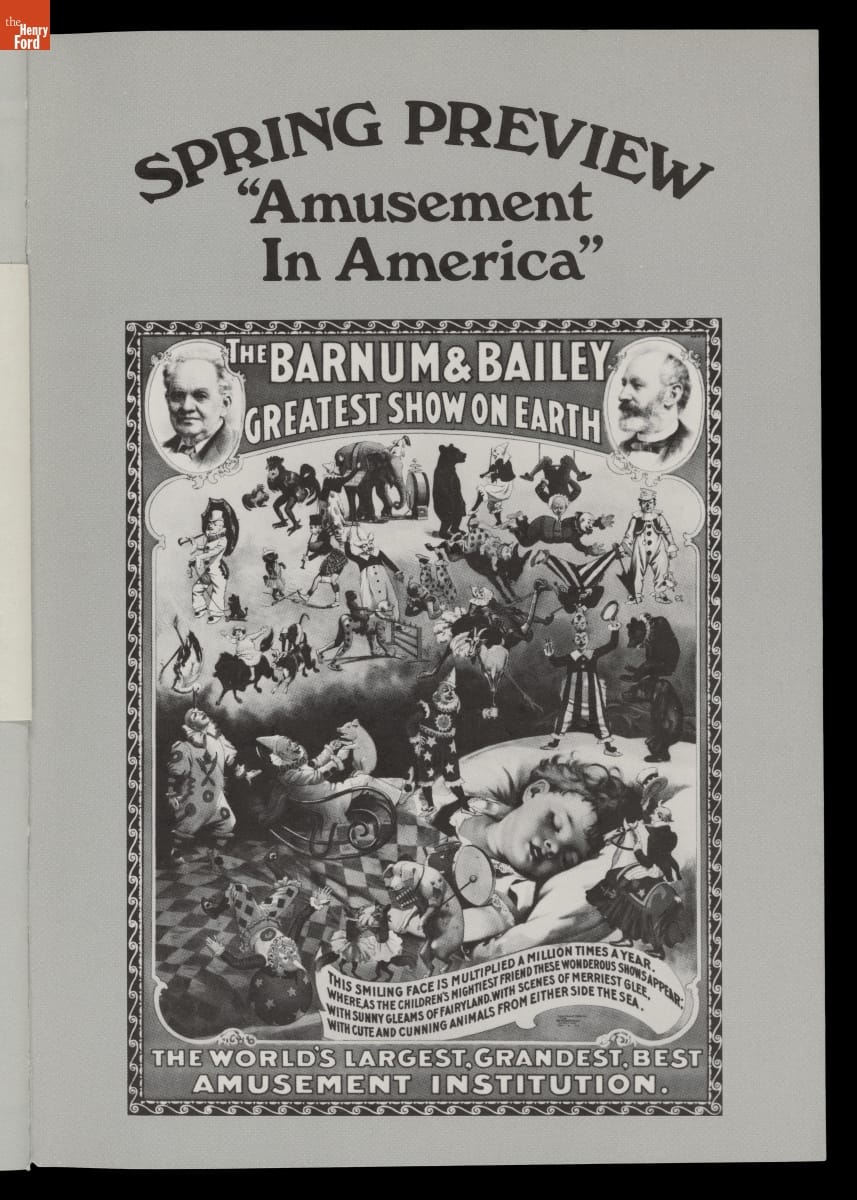 the
Henry
Ford
SPRING PREVIEW
“Amusement
In America”
THE BARNUM & BAILEY
GREATEST SHOW ON EARTH
THIS SMILING FACE IS MULTIPLIED A MILLION TIMES A YEAR.
WHERE, AS THE CHILDREN'S MIGHTIEST FRIEND THESE WONDEROUS SHOWS APPEAR:
WITH SUNNY GLEAMS OF FAIRYLAND. WITH SCENES OF MERRIEST GLEE,
WITH CUTE AND CUNNING ANIMALS FROM EITHER SIDE THE SEA.
THE WORLD'S LARGEST, GRANDEST, BEST
AMUSEMENT INSTITUTION.